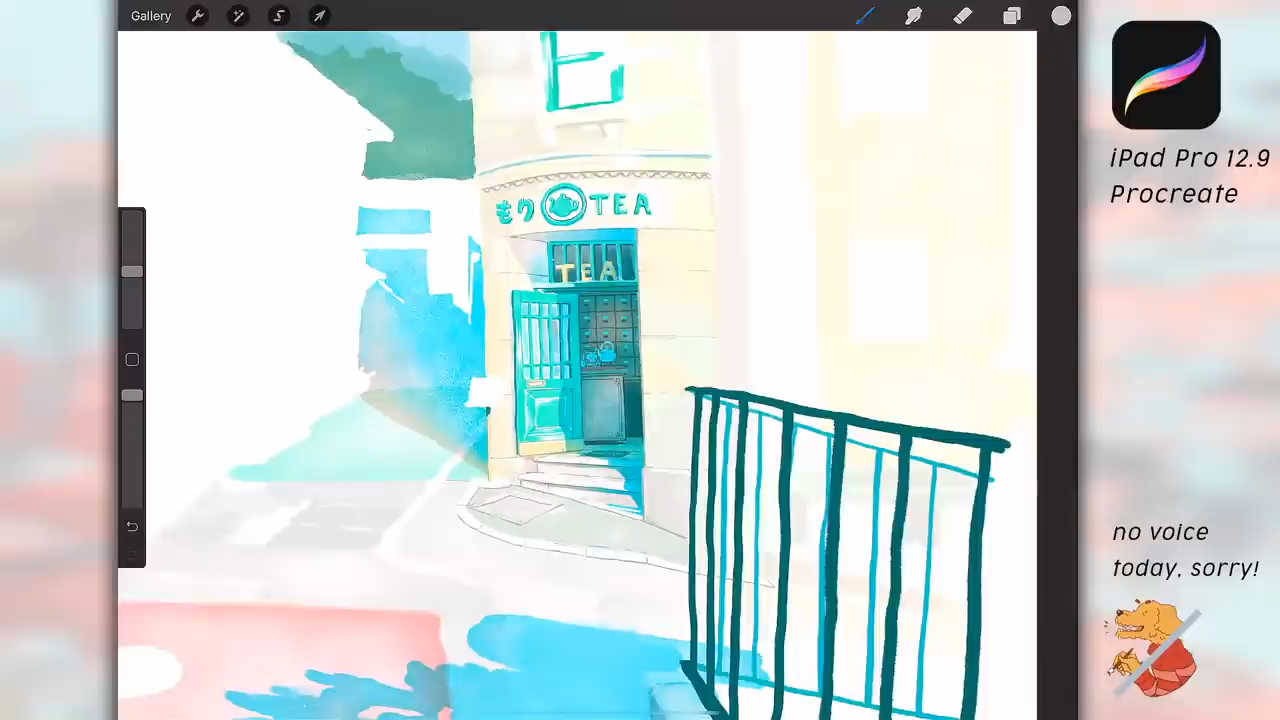 Gallery
iPad Pro 12.9
Procreate
もり TEA
TEA
no voice
today, sorry!